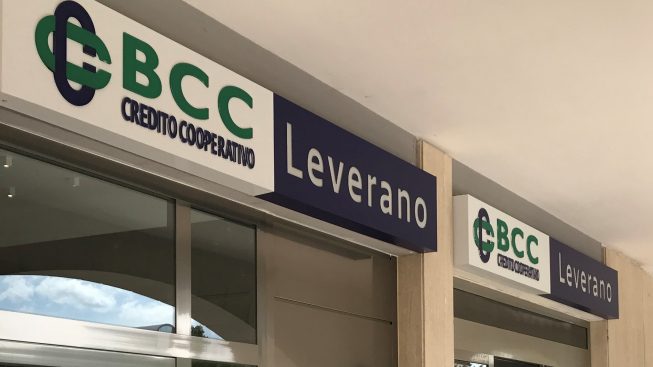 BCC
CREDITO COOPERATIVO
Leverano
BCC
CREDITO COOPERATIVO
Leverano